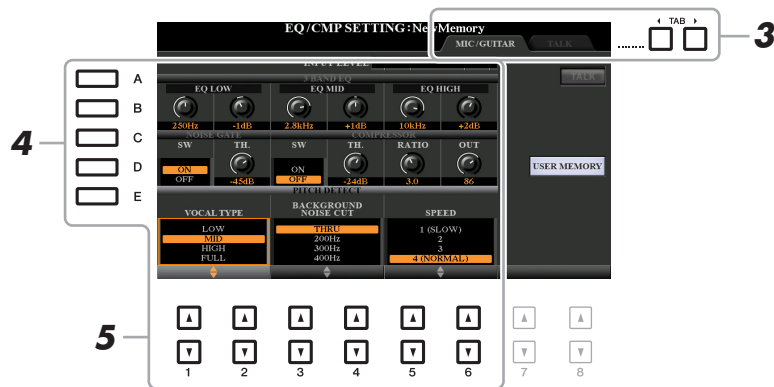 EQ/CMP SETTING:NewMemory
MIC/GUITAR TALK
TAB
3
INPUT LEVEL
TALK
3 BAND EQ
EQ LOW EQ MID EQ HIGH
250Hz -1dB 2.8kHz +1dB 10kHz +2dB
NOISE GATE COMPRESSOR
SW TH. SW TH. RATIO OUT
ON ON
OFF -45dB OFF -24dB 3.0 86
USER MEMORY
PITCH DETECT
VOCAL TYPE BACKGROUND NOISE CUT SPEED
LOW THRU 1 (SLOW)
MID 200Hz 2
HIGH 300Hz 3
FULL 400Hz 4 (NORMAL)
A
B
C
D
E
4
5
1 2 3 4 5 6 7 8